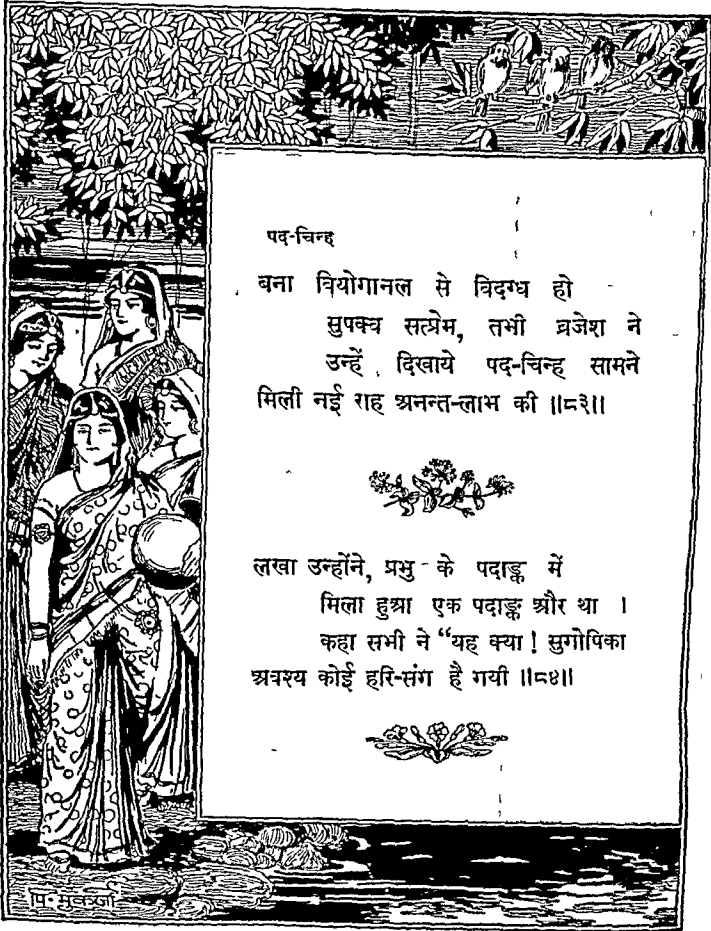 पद-चिन्ह
बना वियोगानल से विदग्ध हो
सुपक्व सत्प्रेम, तभी व्रजेश ने
उन्हें दिखाये पद-चिन्ह सामने
मिली नई राह अनन्त-लाभ की ॥८३॥
लखा उन्होंने, प्रभु के पदाङ्क में
मिला हुआ एक पदाङ्क और था ।
कहा सभी ने “यह क्या ! सुगोपिका
अवश्य कोई हरि-संग है गयी ॥८४॥
पि॰ मुकर्जी